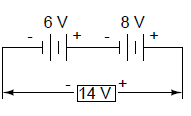 6 V 8 V
- + - +
- 14 V +